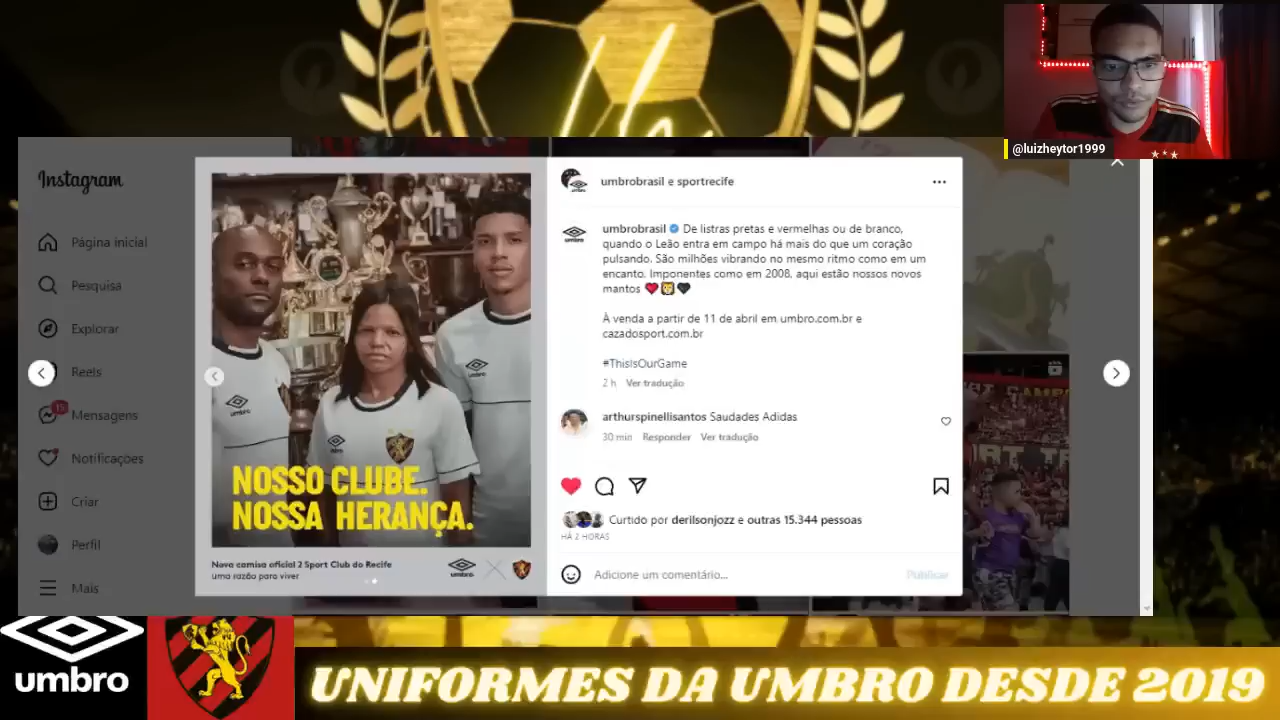 @luizheytor1999
Instagram
Página inicial
Pesquisa
Explorar
Reels
15
Mensagens
Notificações
Criar
Perfil
Mais
NOSSO CLUBE.
NOSSA HERANÇA.
Nova camisa oficial 2 Sport Club do Recife
uma razão para viver
umbro
umbrobrasil e sportrecife
umbro
umbrobrasil De listras pretas e vermelhas ou de branco,
quando o Leão entra em campo há mais do que um coração
pulsando. São milhões vibrando no mesmo ritmo como em um
encanto. Imponentes como em 2008, aqui estão nossos novos
mantos ❤️🦁🖤
À venda a partir de 11 de abril em umbro.com.br e
cazadosport.com.br
#ThisIsOurGame
2 h Ver tradução
arthurspinellisantos Saudades Adidas
30 min Responder Ver tradução
Curtido por derilsonjozz e outras 15.344 pessoas
HÁ 2 HORAS
Adicione um comentário...
Publicar
umbro
UNIFORMES DA UMBRO DESDE 2019